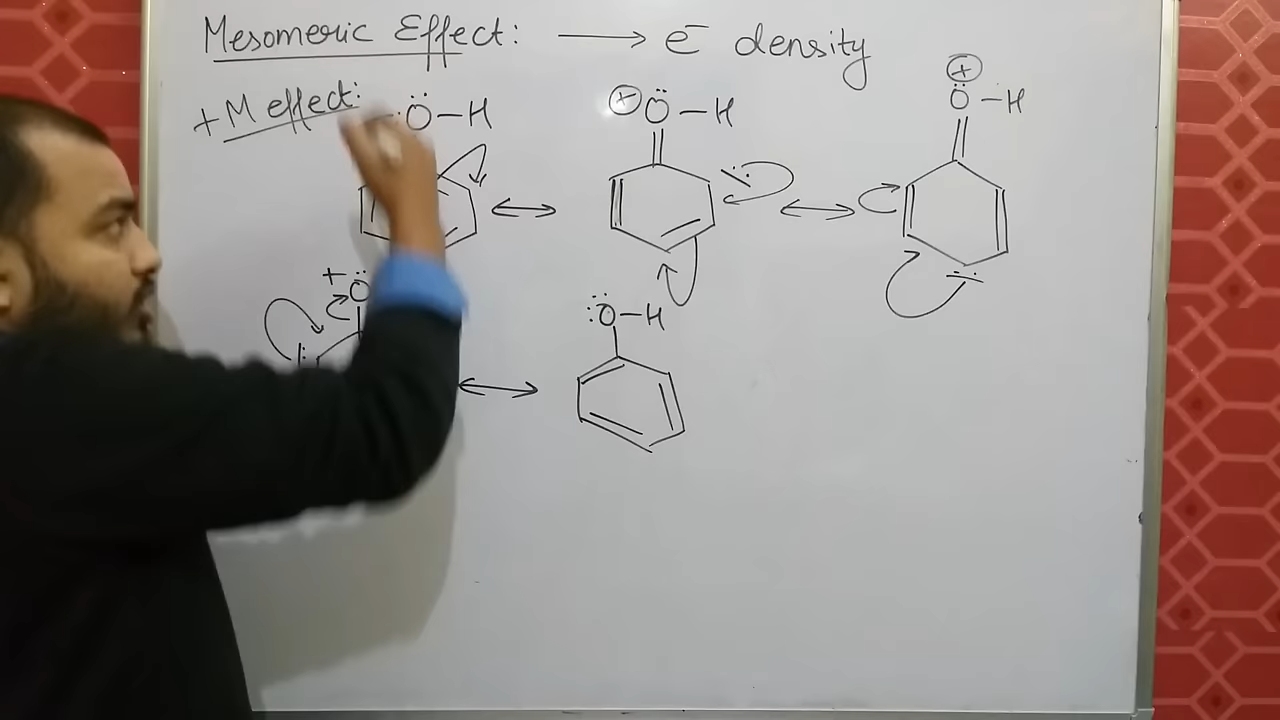 Mesomeric Effect: ⟶ e⁻ density
+M effect:
:Ö–H ⊕Ö–H ⊕
Ö–H
+
Ö
:Ö–H